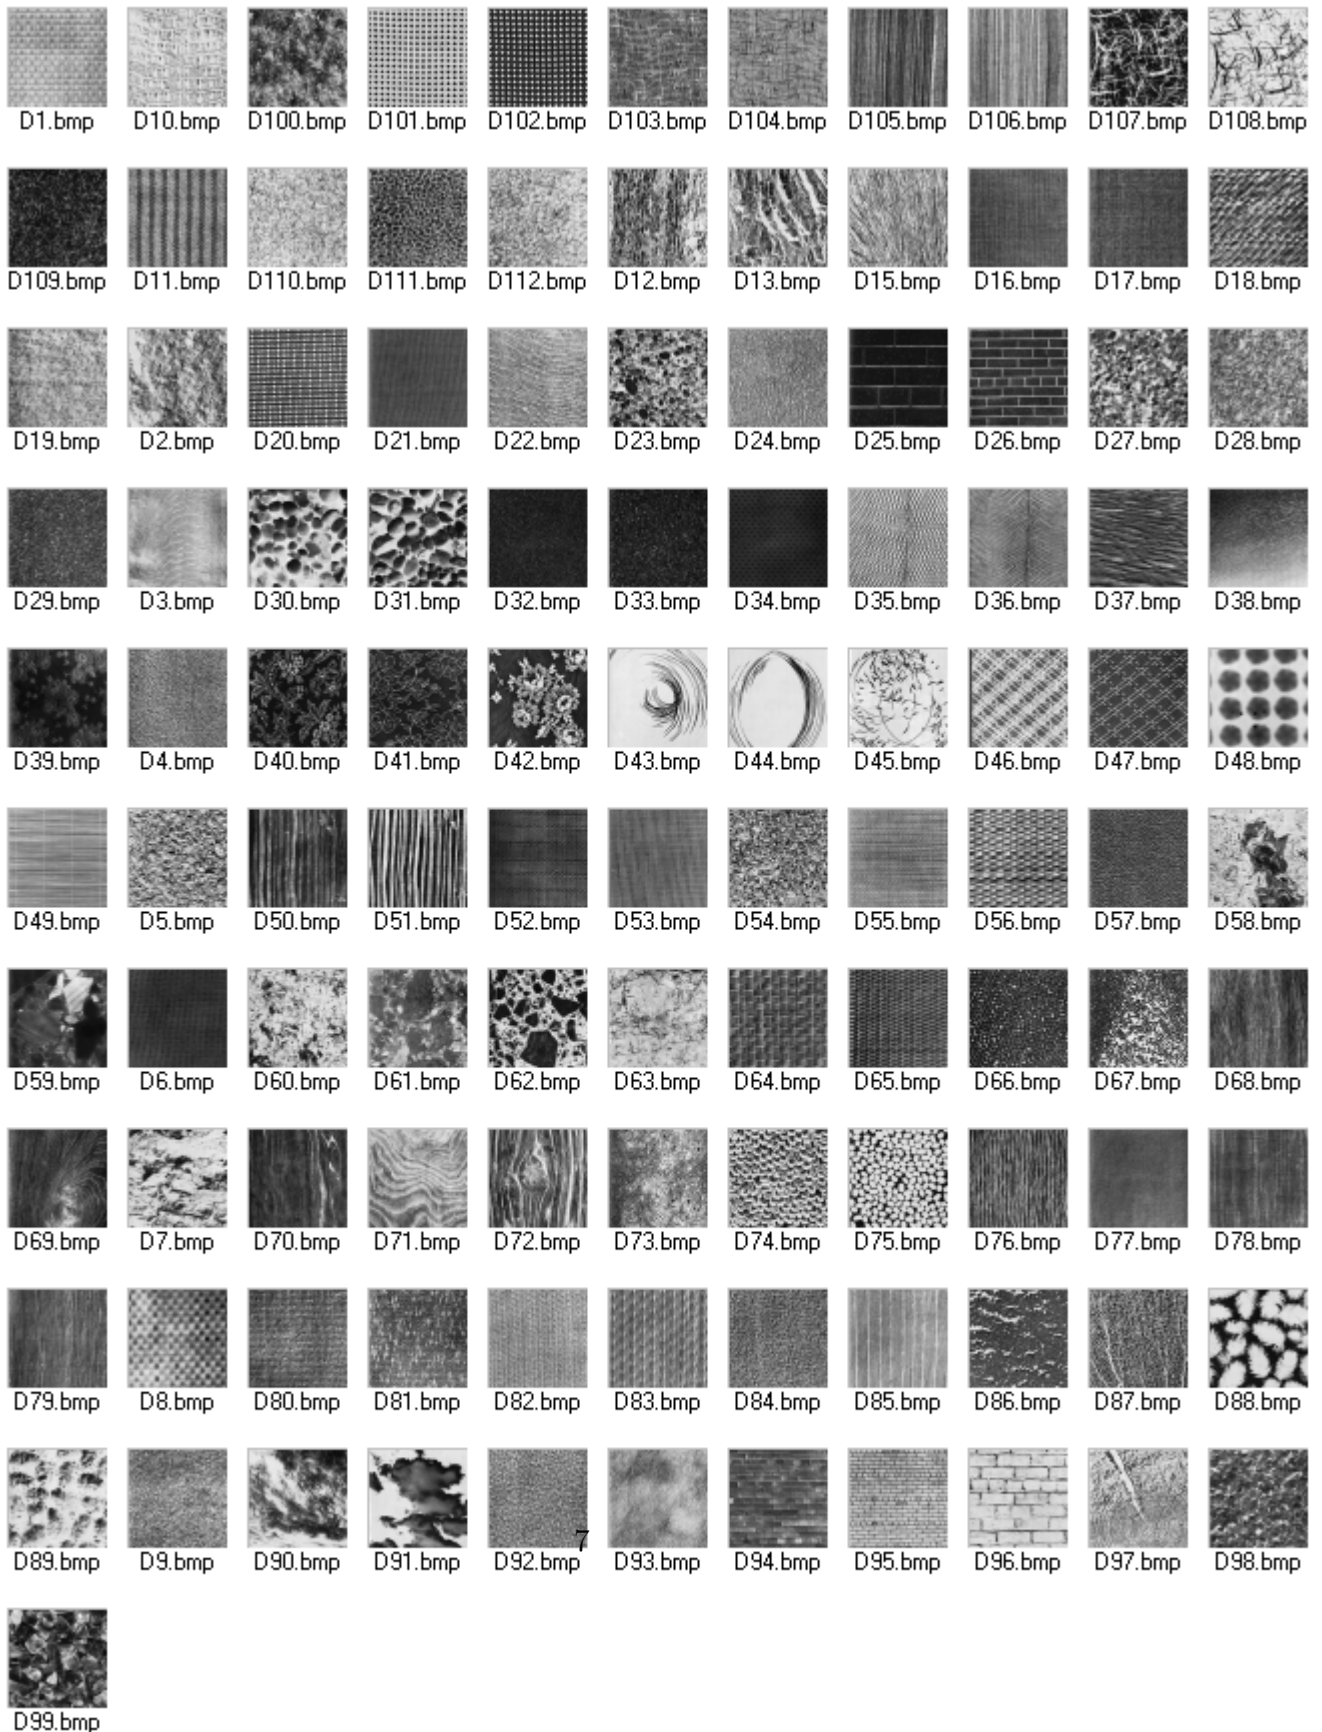 D1.bmp D10.bmp D100.bmp D101.bmp D102.bmp D103.bmp D104.bmp D105.bmp D106.bmp D107.bmp D108.bmp
D109.bmp D11.bmp D110.bmp D111.bmp D112.bmp D12.bmp D13.bmp D15.bmp D16.bmp D17.bmp D18.bmp
D19.bmp D2.bmp D20.bmp D21.bmp D22.bmp D23.bmp D24.bmp D25.bmp D26.bmp D27.bmp D28.bmp
D29.bmp D3.bmp D30.bmp D31.bmp D32.bmp D33.bmp D34.bmp D35.bmp D36.bmp D37.bmp D38.bmp
D39.bmp D4.bmp D40.bmp D41.bmp D42.bmp D43.bmp D44.bmp D45.bmp D46.bmp D47.bmp D48.bmp
D49.bmp D5.bmp D50.bmp D51.bmp D52.bmp D53.bmp D54.bmp D55.bmp D56.bmp D57.bmp D58.bmp
D59.bmp D6.bmp D60.bmp D61.bmp D62.bmp D63.bmp D64.bmp D65.bmp D66.bmp D67.bmp D68.bmp
D69.bmp D7.bmp D70.bmp D71.bmp D72.bmp D73.bmp D74.bmp D75.bmp D76.bmp D77.bmp D78.bmp
D79.bmp D8.bmp D80.bmp D81.bmp D82.bmp D83.bmp D84.bmp D85.bmp D86.bmp D87.bmp D88.bmp
7
D89.bmp D9.bmp D90.bmp D91.bmp D92.bmp D93.bmp D94.bmp D95.bmp D96.bmp D97.bmp D98.bmp
D99.bmp